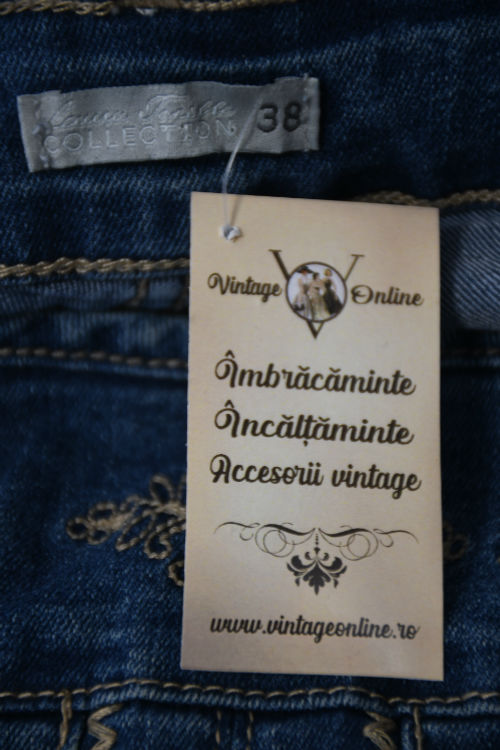 COLLECTION 38
Vintage Online
Îmbrăcăminte
Încălțăminte
Accesorii vintage
www.vintageonline.ro